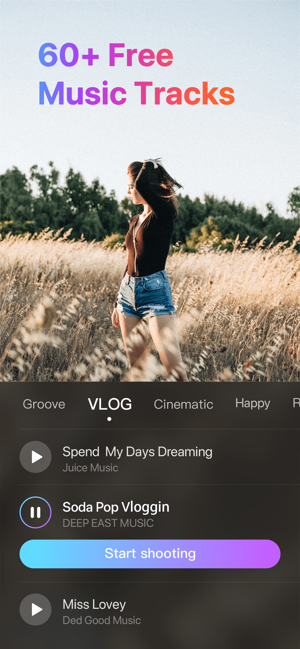 60+ Free
Music Tracks
Groove VLOG Cinematic Happy
Spend My Days Dreaming
Juice Music
Soda Pop Vloggin
DEEP EAST MUSIC
Start shooting
Miss Lovey
Ded Good Music